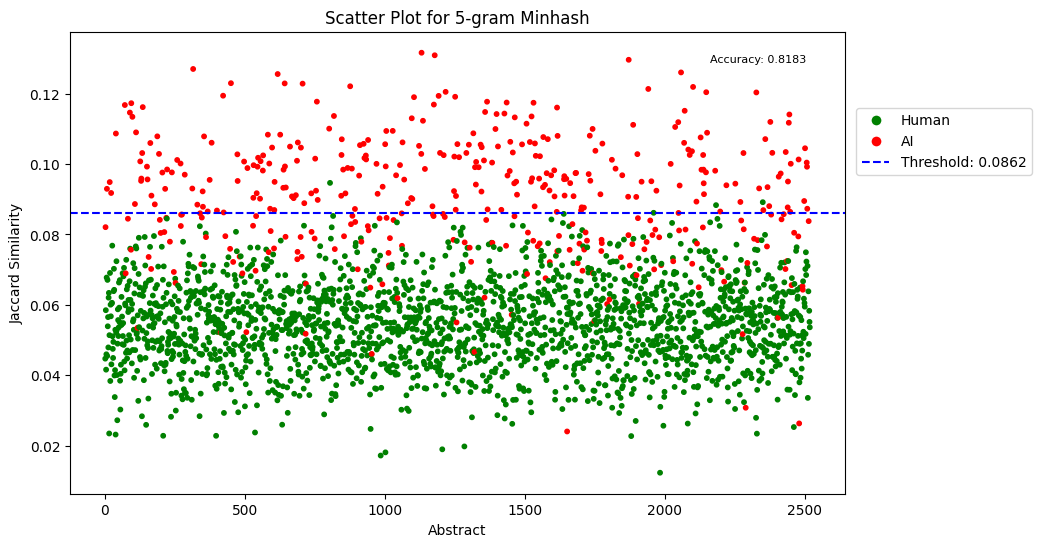 Scatter Plot for 5-gram Minhash
Accuracy: 0.8183
Human
AI
Threshold: 0.0862
Jaccard Similarity
0.12
0.10
0.08
0.06
0.04
0.02
0
500
1000
1500
2000
2500
Abstract